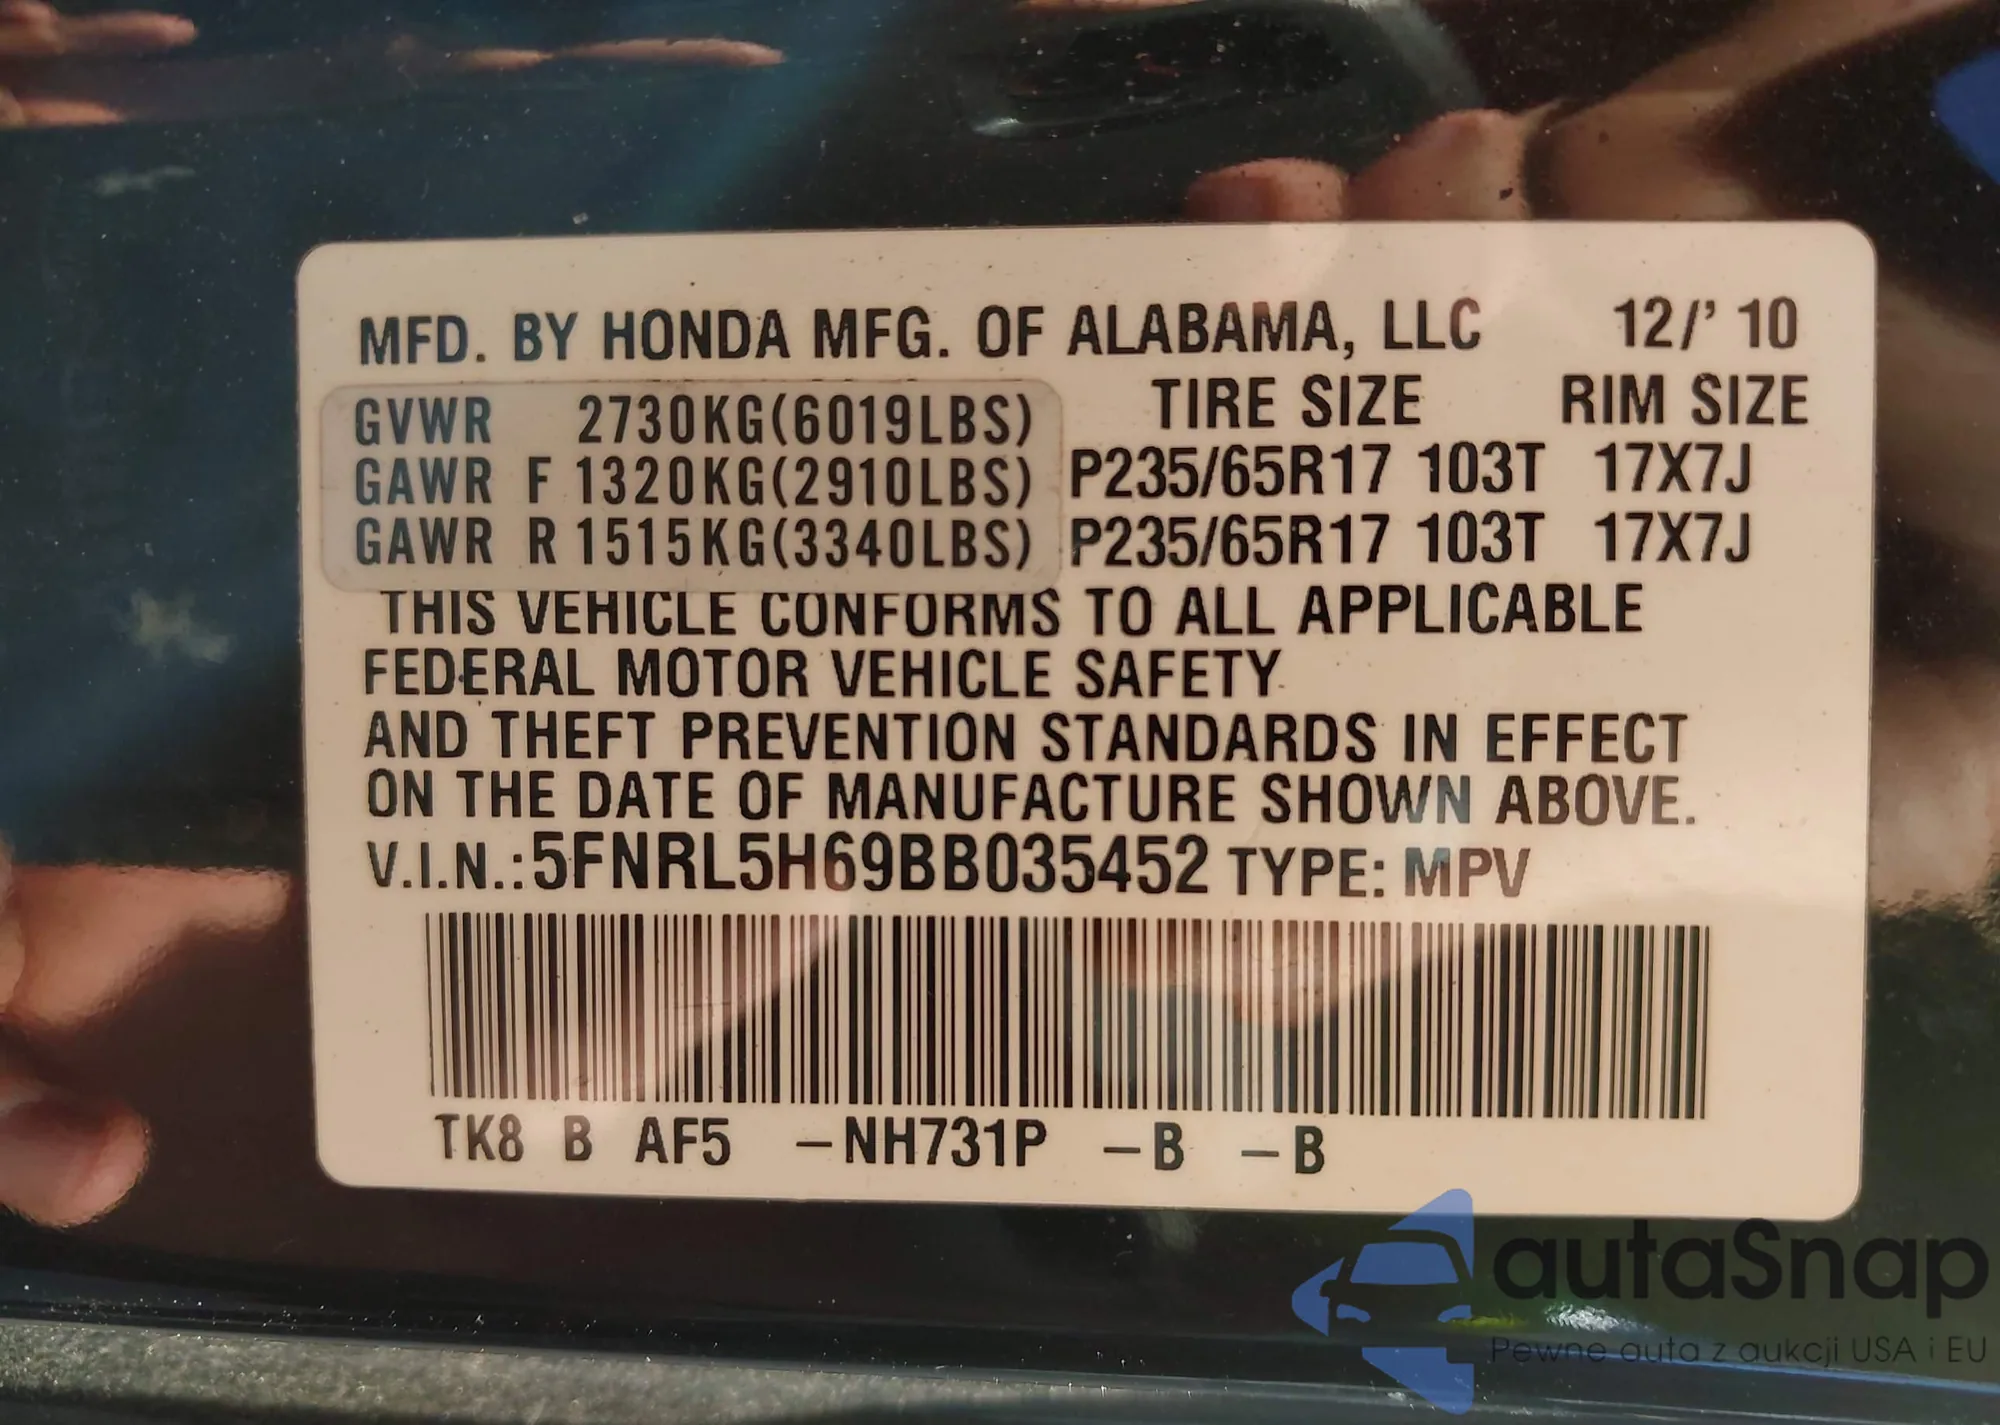 MFD. BY HONDA MFG. OF ALABAMA, LLC 12/' 10
TIRE SIZE RIM SIZE
GVWR 2730KG(6019LBS)
GAWR F 1320KG(2910LBS) P235/65R17 103T 17X7J
GAWR R 1515KG(3340LBS) P235/65R17 103T 17X7J
THIS VEHICLE CONFORMS TO ALL APPLICABLE
FEDERAL MOTOR VEHICLE SAFETY
AND THEFT PREVENTION STANDARDS IN EFFECT
ON THE DATE OF MANUFACTURE SHOWN ABOVE.
V.I.N.:5FNRL5H69BB035452 TYPE: MPV
TK8 B AF5 –NH731P –B –B
autaSnap
Pewne auta z aukcji USA i EU